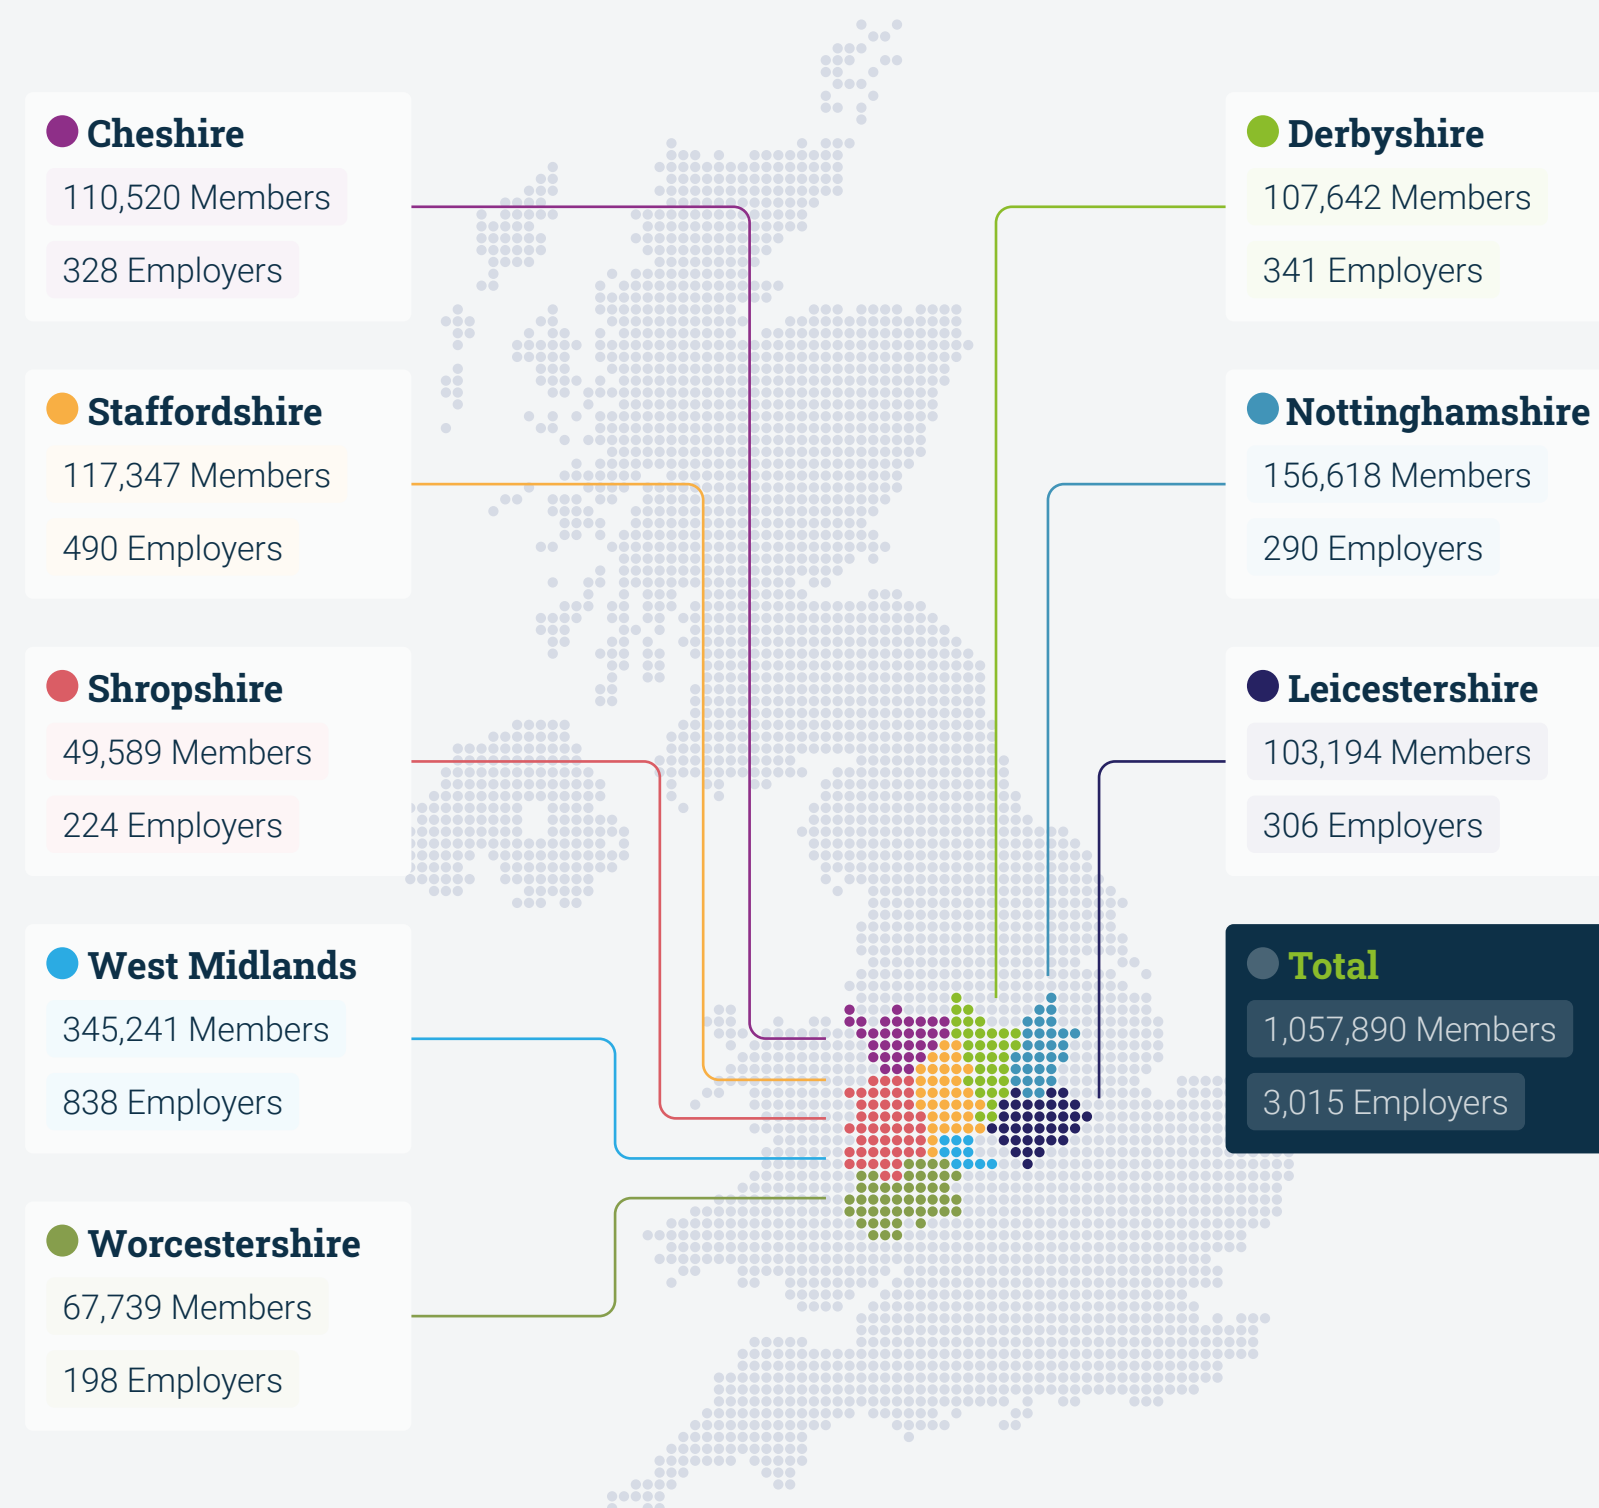 Cheshire
110,520 Members
328 Employers
Staffordshire
117,347 Members
490 Employers
Shropshire
49,589 Members
224 Employers
West Midlands
345,241 Members
838 Employers
Worcestershire
67,739 Members
198 Employers
Derbyshire
107,642 Members
341 Employers
Nottinghamshire
156,618 Members
290 Employers
Leicestershire
103,194 Members
306 Employers
Total
1,057,890 Members
3,015 Employers